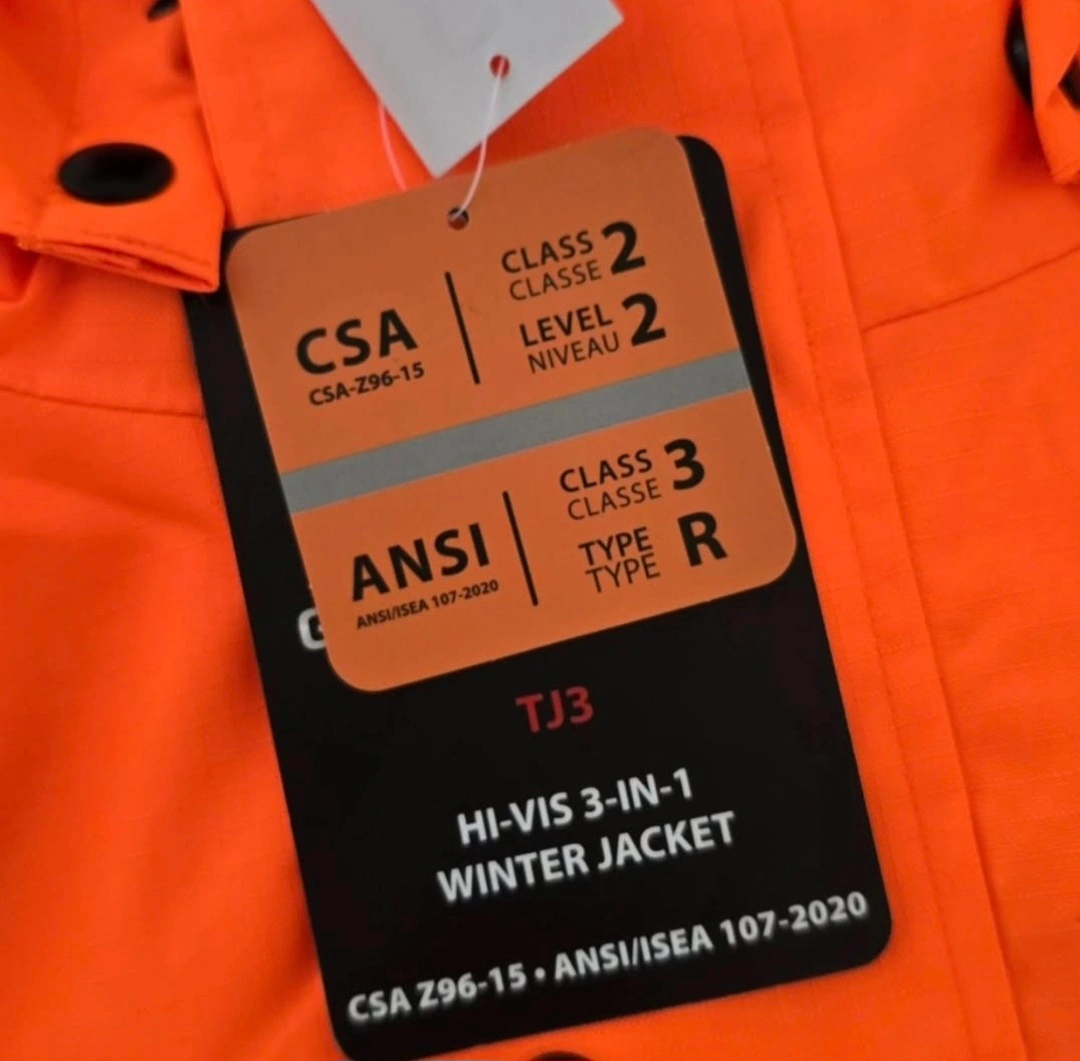 CLASS 2
CLASSE
LEVEL 2
NIVEAU
CSA
CSA-Z96-15
CLASS 3
CLASSE
TYPE R
TYPE
ANSI
ANSI/ISEA 107-2020
TJ3
HI-VIS 3-IN-1
WINTER JACKET
CSA Z96-15 • ANSI/ISEA 107-2020